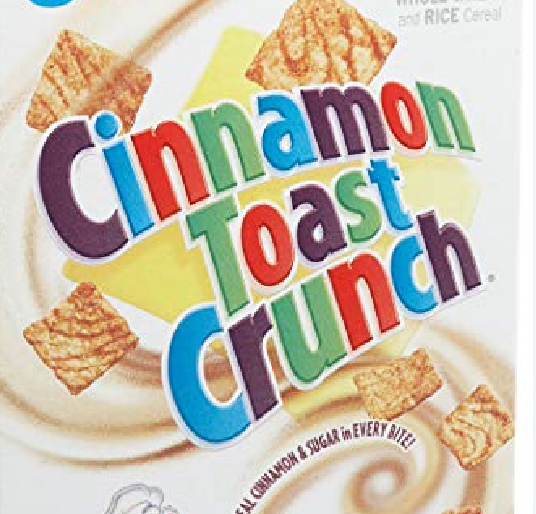 and RICE Cereal
Cinnamon
Toast
Crunch®
CINNAMON & SUGAR in EVERY BITE!